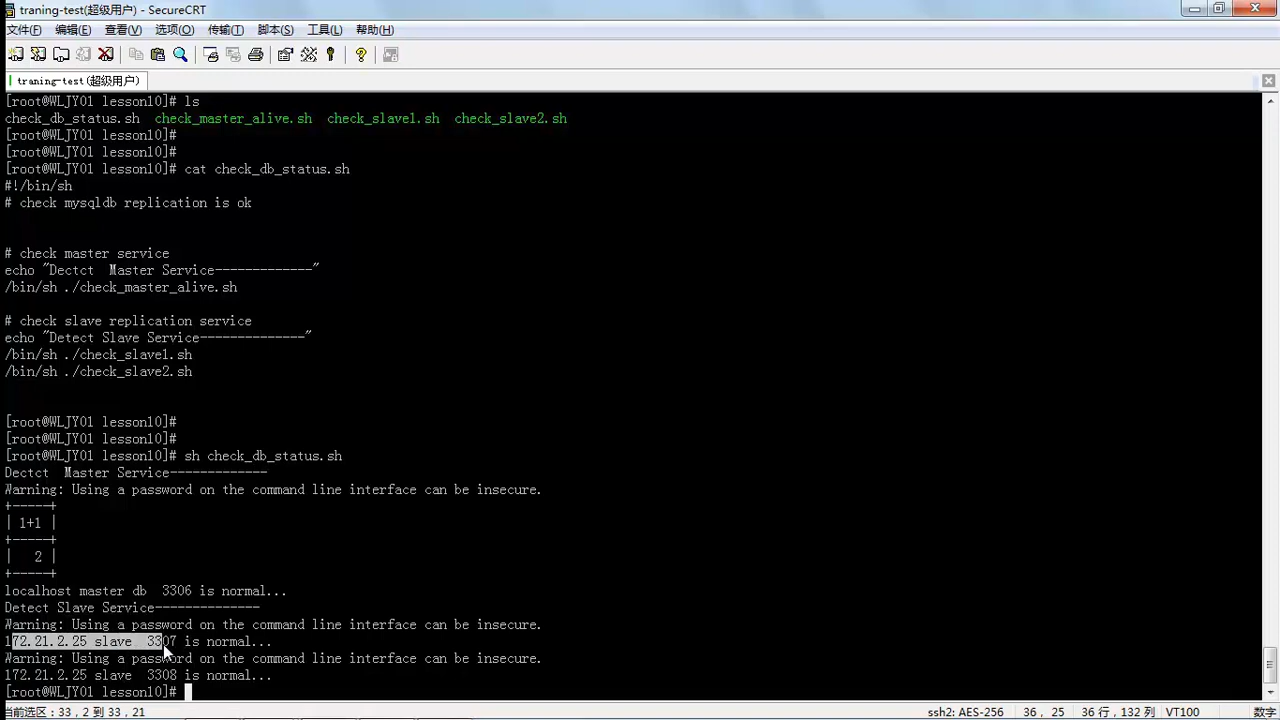 traning-test(超级用户) - SecureCRT
文件(F) 编辑(E) 查看(V) 选项(O) 传输(T) 脚本(S) 工具(L) 帮助(H)
traning-test(超级用户)
[root@WLJY01 lesson10]# ls
check_db_status.sh check_master_alive.sh check_slave1.sh check_slave2.sh
[root@WLJY01 lesson10]#
[root@WLJY01 lesson10]#
[root@WLJY01 lesson10]# cat check_db_status.sh
#!/bin/sh
# check mysqldb replication is ok
# check master service
echo "Dectct  Master Service-------------"
/bin/sh ./check_master_alive.sh
# check slave replication service
echo "Detect Slave Service--------------"
/bin/sh ./check_slave1.sh
/bin/sh ./check_slave2.sh
[root@WLJY01 lesson10]#
[root@WLJY01 lesson10]#
[root@WLJY01 lesson10]# sh check_db_status.sh
Dectct  Master Service-------------
Warning: Using a password on the command line interface can be insecure.
+-----+
| 1+1 |
+-----+
|   2 |
+-----+
localhost master db  3306 is normal...
Detect Slave Service--------------
Warning: Using a password on the command line interface can be insecure.
172.21.2.25 slave  3307 is normal...
Warning: Using a password on the command line interface can be insecure.
172.21.2.25 slave  3308 is normal...
[root@WLJY01 lesson10]#
当前选区: 33, 2 到 33, 21 ssh2: AES-256 36, 25 36 行, 132 列 VT100 数字